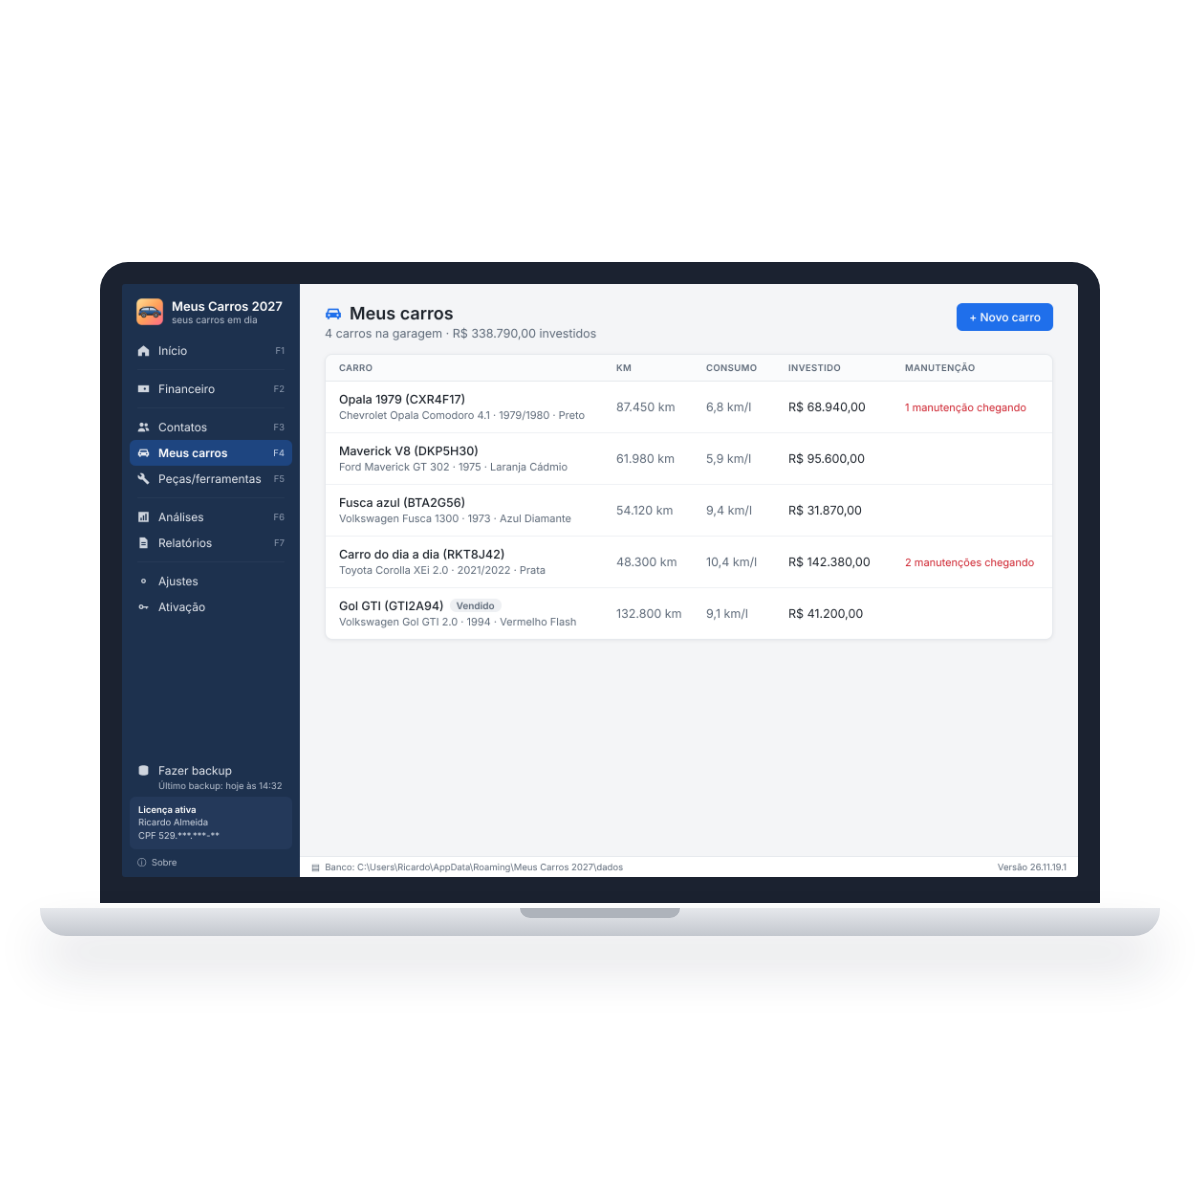 Meus Carros 2027
seus carros em dia
Início F1
Financeiro F2
Contatos F3
Meus carros F4
Peças/ferramentas F5
Análises F6
Relatórios F7
Ajustes
Ativação
Fazer backup
Último backup: hoje às 14:32
Licença ativa
Ricardo Almeida
CPF 529.***.***-**
Sobre
Meus carros
4 carros na garagem · R$ 338.790,00 investidos
+ Novo carro
CARRO KM CONSUMO INVESTIDO MANUTENÇÃO
Opala 1979 (CXR4F17)
Chevrolet Opala Comodoro 4.1 · 1979/1980 · Preto
87.450 km 6,8 km/l R$ 68.940,00 1 manutenção chegando
Maverick V8 (DKP5H30)
Ford Maverick GT 302 · 1975 · Laranja Cádmio
61.980 km 5,9 km/l R$ 95.600,00
Fusca azul (BTA2G56)
Volkswagen Fusca 1300 · 1973 · Azul Diamante
54.120 km 9,4 km/l R$ 31.870,00
Carro do dia a dia (RKT8J42)
Toyota Corolla XEi 2.0 · 2021/2022 · Prata
48.300 km 10,4 km/l R$ 142.380,00 2 manutenções chegando
Gol GTI (GTI2A94) Vendido
Volkswagen Gol GTI 2.0 · 1994 · Vermelho Flash
132.800 km 9,1 km/l R$ 41.200,00
Banco: C:\Users\Ricardo\AppData\Roaming\Meus Carros 2027\dados
Versão 26.11.19.1